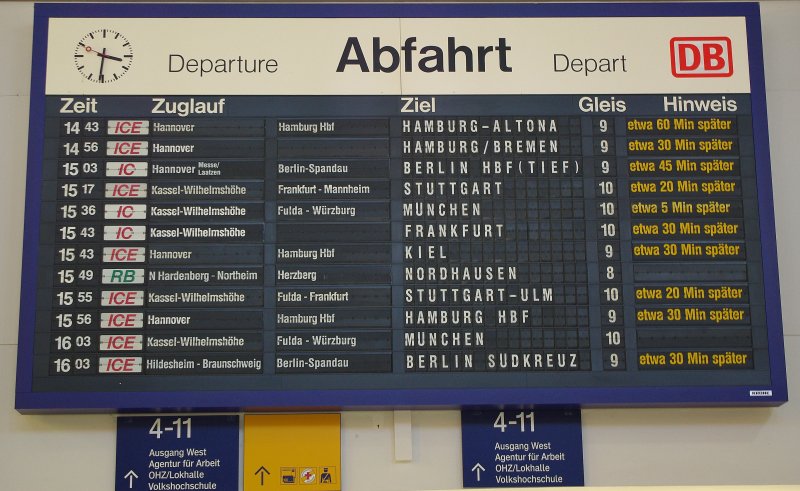 Departure Abfahrt Depart DB
Zeit Zuglauf Ziel Gleis Hinweis
14 43 ICE Hannover Hamburg Hbf HAMBURG-ALTONA 9 etwa 60 Min später
14 56 ICE Hannover HAMBURG/BREMEN 9 etwa 30 Min später
15 03 IC Hannover Messe/Laatzen Berlin-Spandau BERLIN HBF(TIEF) 9 etwa 45 Min später
15 17 ICE Kassel-Wilhelmshöhe Frankfurt - Mannheim STUTTGART 10 etwa 20 Min später
15 36 IC Kassel-Wilhelmshöhe Fulda - Würzburg MÜNCHEN 10 etwa 5 Min später
15 43 IC Kassel-Wilhelmshöhe FRANKFURT 10 etwa 30 Min später
15 43 ICE Hannover Hamburg Hbf KIEL 9 etwa 30 Min später
15 49 RB N Hardenberg - Northeim Herzberg NORDHAUSEN 8
15 55 ICE Kassel-Wilhelmshöhe Fulda - Frankfurt STUTTGART-ULM 10 etwa 20 Min später
15 56 ICE Hannover Hamburg Hbf HAMBURG HBF 9 etwa 30 Min später
16 03 ICE Kassel-Wilhelmshöhe Fulda - Würzburg MÜNCHEN 10
16 03 ICE Hildesheim - Braunschweig Berlin-Spandau BERLIN SÜDKREUZ 9 etwa 30 Min später
4-11
Ausgang West
Agentur für Arbeit
OHZ/Lokhalle
Volkshochschule
4-11
Ausgang West
Agentur für Arbeit
OHZ/Lokhalle
Volkshochschule